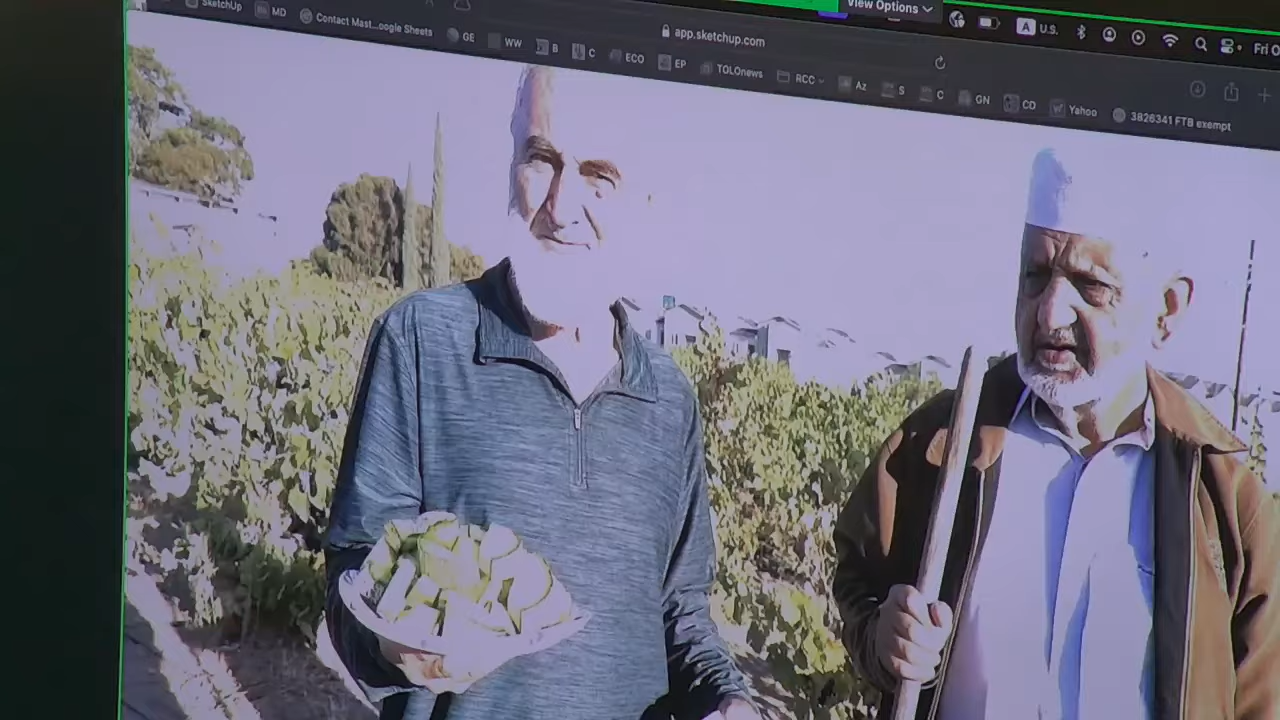 View Options
U.S.
Fri
SketchUp
MD
Contact Mast...oogle Sheets
GE
WW
B
C
ECO
EP
TOLOnews
RCC
Az
S
C
GN
CD
Yahoo
3826341 FTB exempt
app.sketchup.com